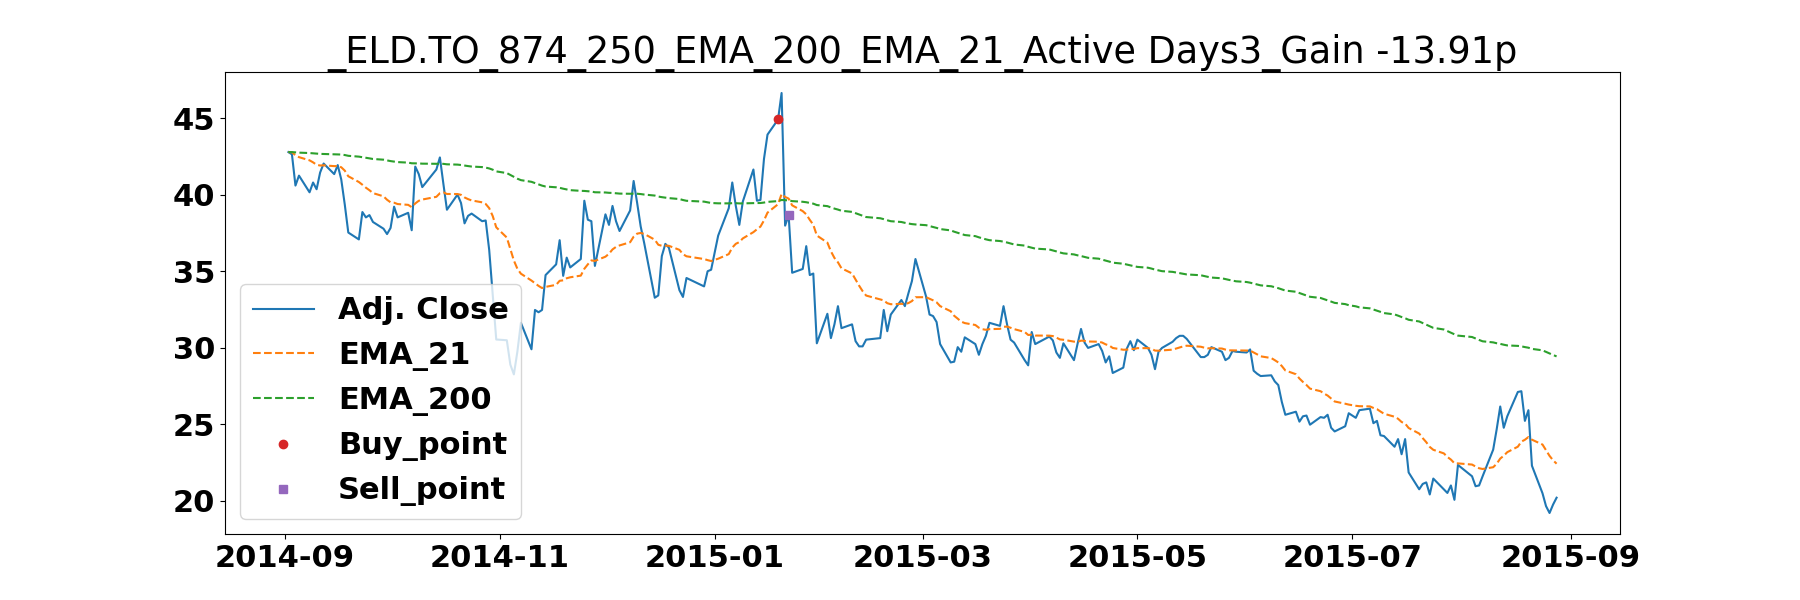 _ELD.TO_874_250_EMA_200_EMA_21_Active Days3_Gain -13.91p
45
40
35
30
25
20
Adj. Close
EMA_21
EMA_200
Buy_point
Sell_point
2014-09 2014-11 2015-01 2015-03 2015-05 2015-07 2015-09